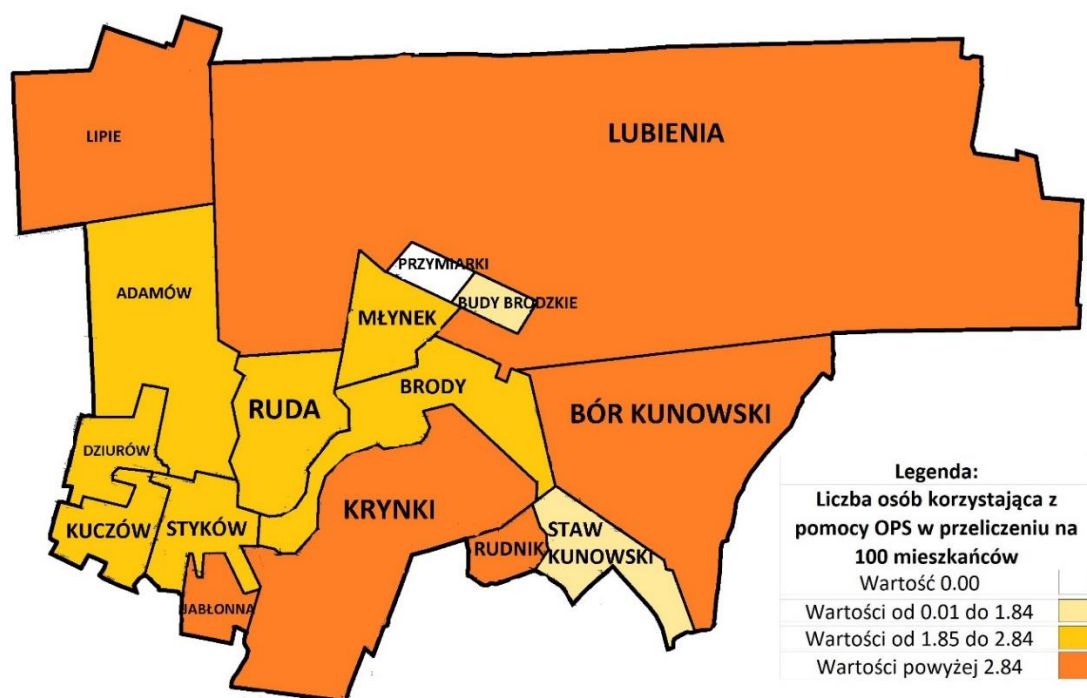 LIPIE
LUBIENIA
PRZYMIARKI
ADAMÓW
BUDY BRODZKIE
MŁYNEK
BRODY
RUDA
BÓR KUNOWSKI
DZIURÓW
KRYNKI
KUCZÓW
STYKÓW
STAW
KUNOWSKI
RUDNIK
JABŁONNA
Legenda:
Liczba osób korzystająca z
pomocy OPS w przeliczeniu na
100 mieszkańców
Wartość 0.00
Wartości od 0.01 do 1.84
Wartości od 1.85 do 2.84
Wartości powyżej 2.84